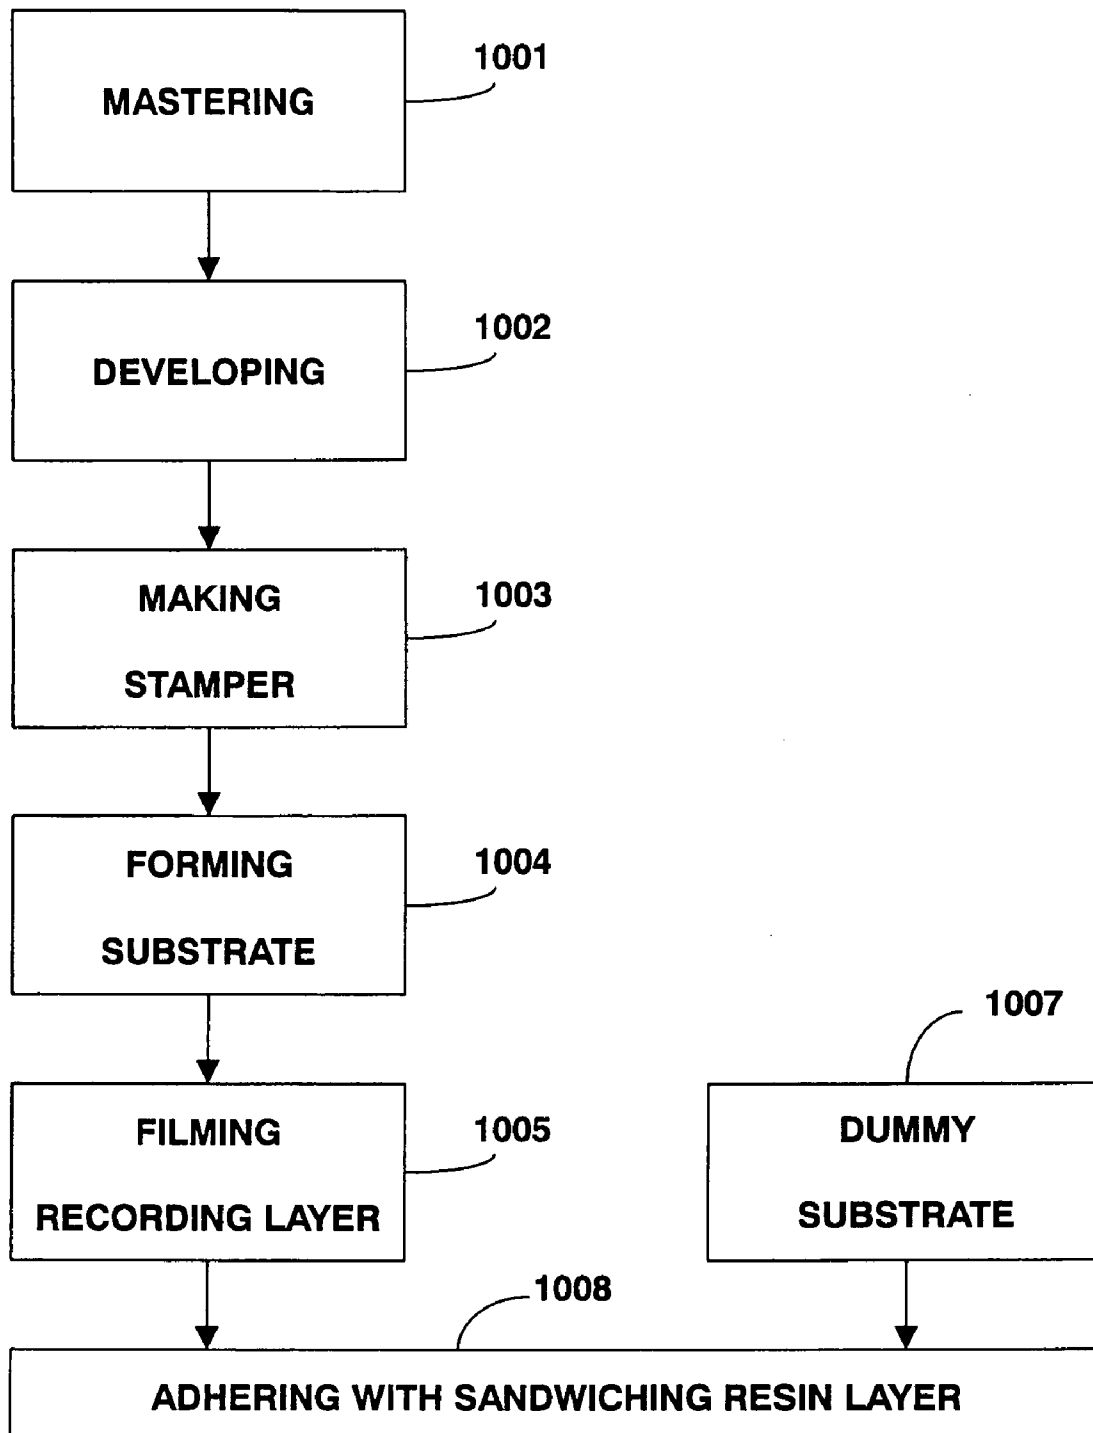 1001
MASTERING
1002
DEVELOPING
1003
MAKING
STAMPER
1004
FORMING
SUBSTRATE
1005
FILMING
RECORDING LAYER
1007
DUMMY
SUBSTRATE
1008
ADHERING WITH SANDWICHING RESIN LAYER